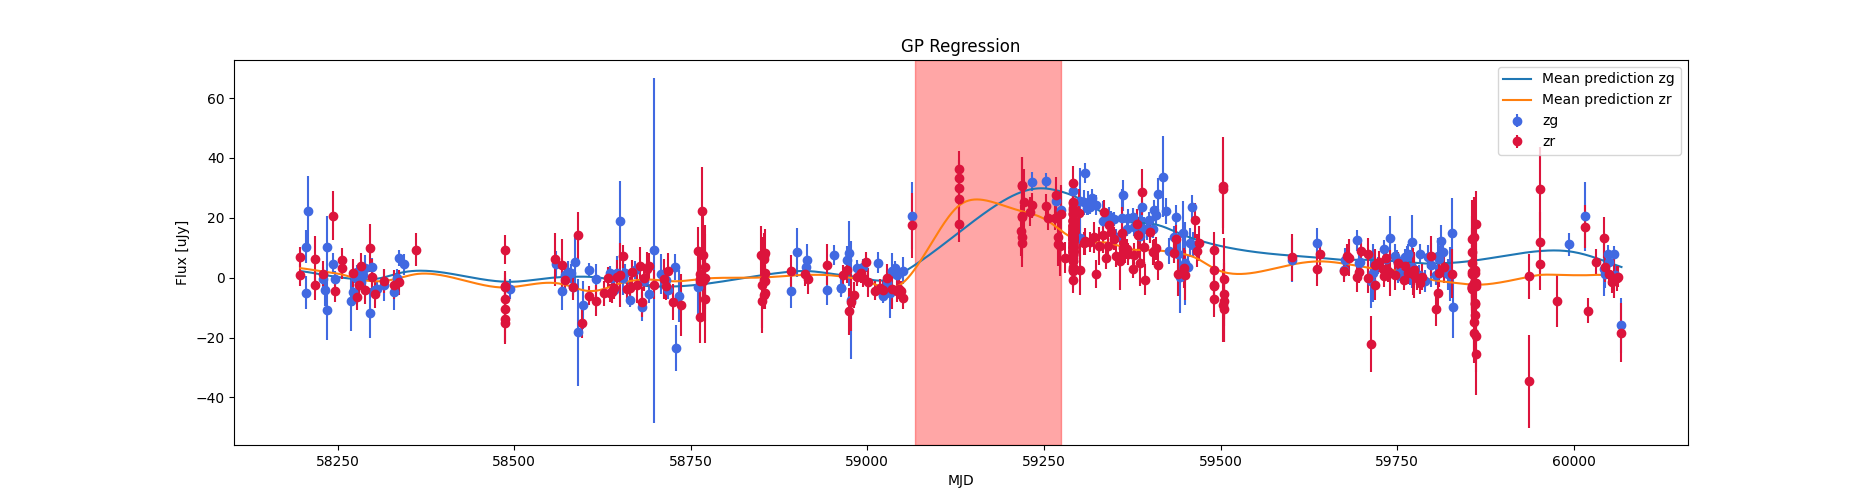 GP Regression
Mean prediction zg
Mean prediction zr
zg
zr
Flux [uJy]
60
40
20
0
−20
−40
58250
58500
58750
59000
59250
59500
59750
60000
MJD